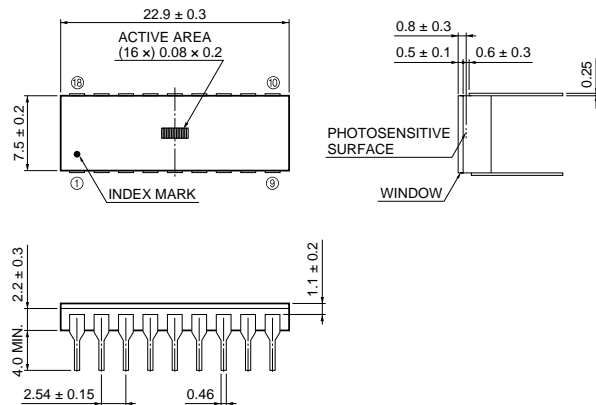 22.9 ± 0.3
ACTIVE AREA
(16 ×) 0.08 × 0.2
⑱
⑩
7.5 ± 0.2
①
INDEX MARK
⑨
0.8 ± 0.3
0.5 ± 0.1
0.6 ± 0.3
0.25
PHOTOSENSITIVE
SURFACE
WINDOW
2.2 ± 0.3
4.0 MIN.
1.1 ± 0.2
2.54 ± 0.15
0.46